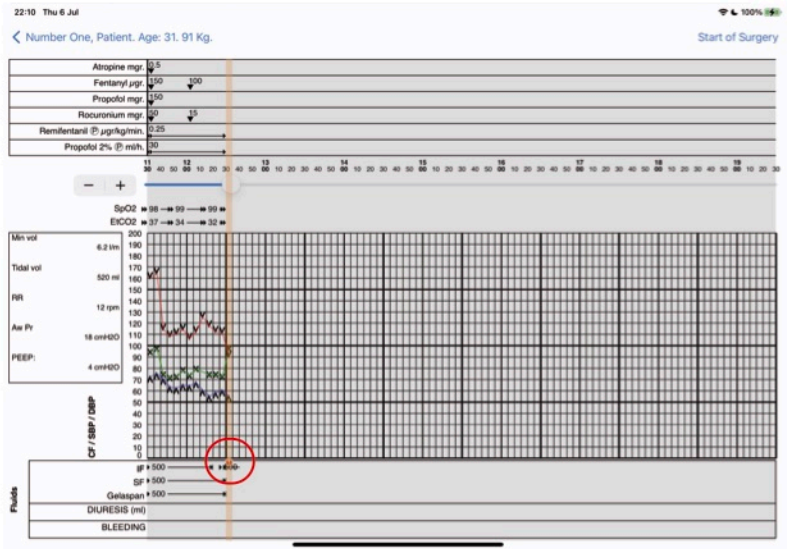 22:10 Thu 6 Jul 100%
Number One, Patient. Age: 31. 91 Kg. Start of Surgery
Atropine mgr. 0.5
Fentanyl µgr. 150 100
Propofol mgr. 150
Rocuronium mgr. 50 15
Remifentanil Ⓟ µgr/kg/min. 0.25
Propofol 2% Ⓟ ml/h. 30
11 12 13 14 15 16 17 18 19
30 40 50 00 10 20 30 40 50 00 10 20 30 40 50 00 10 20 30 40 50 00 10 20 30 40 50 00 10 20 30 40 50 00 10 20 30 40 50 00 10 20 30 40 50 00 10 20 30
− +
SpO2 98 99 99
EtCO2 37 34 32
Min vol
6.2 l/m
Tidal vol
520 ml
RR
12 rpm
Aw Pr
18 cmH2O
PEEP:
4 cmH2O
CF / SBP / DBP
200
190
180
170
160
150
140
130
120
110
100
90
80
70
60
50
40
30
20
10
0
Fluids
IF 500
SF 500
Gelaspan 500
DIURESIS (ml)
BLEEDING